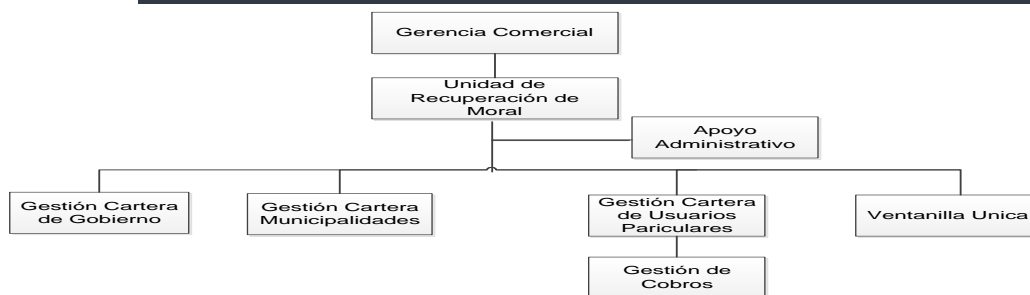 Gerencia Comercial
Unidad de
Recuperación de
Moral
Apoyo
Administrativo
Gestión Cartera
de Gobierno
Gestión Cartera
Municipalidades
Gestión Cartera
de Usuarios
Pariculares
Ventanilla Unica
Gestión de
Cobros